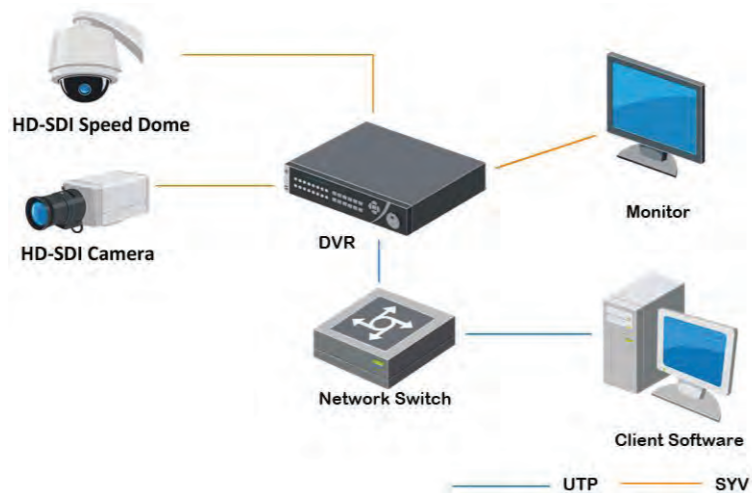 HD-SDI Speed Dome
HD-SDI Camera
DVR
Monitor
Network Switch
Client Software
UTP
SYV